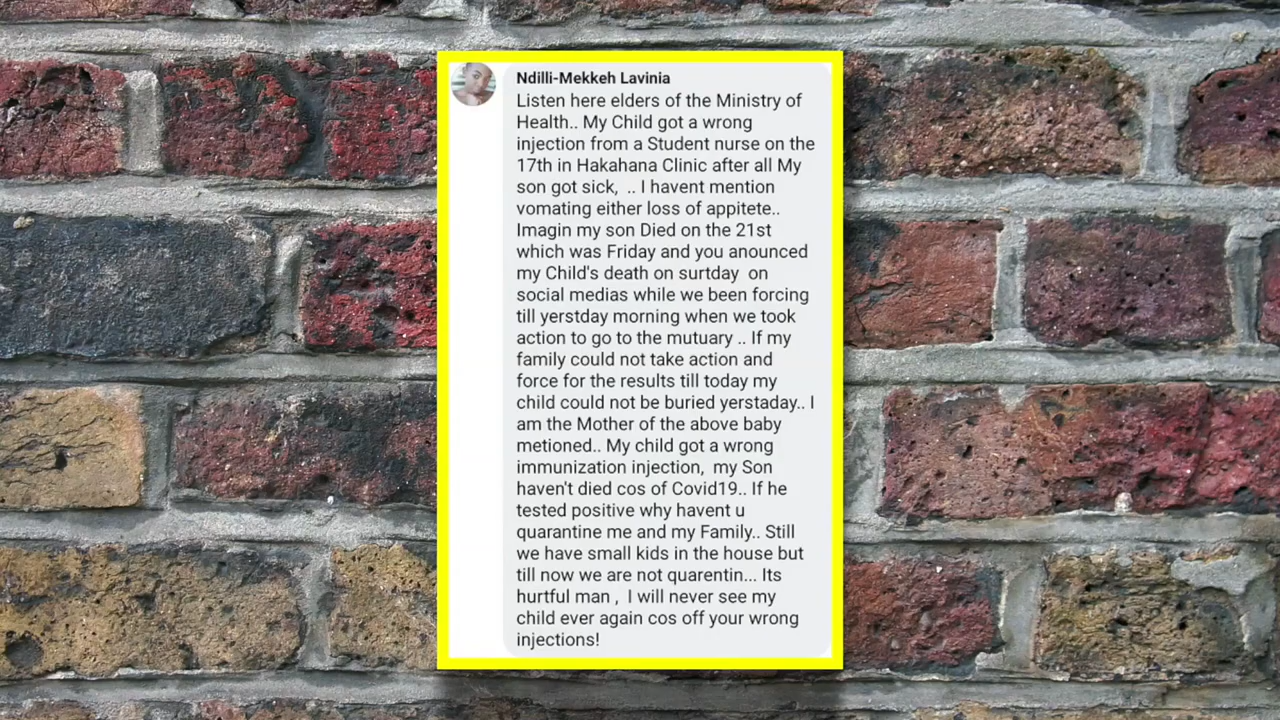 Ndilli-Mekkeh Lavinia
Listen here elders of the Ministry of
Health.. My Child got a wrong
injection from a Student nurse on the
17th in Hakahana Clinic after all My
son got sick,  .. I havent mention
vomating either loss of appitete..
Imagin my son Died on the 21st
which was Friday and you anounced
my Child's death on surtday  on
social medias while we been forcing
till yerstday morning when we took
action to go to the mutuary .. If my
family could not take action and
force for the results till today my
child could not be buried yerstaday.. I
am the Mother of the above baby
metioned.. My child got a wrong
immunization injection,  my Son
haven't died cos of Covid19.. If he
tested positive why havent u
quarantine me and my Family.. Still
we have small kids in the house but
till now we are not quarentin... Its
hurtful man ,  I will never see my
child ever again cos off your wrong
injections!